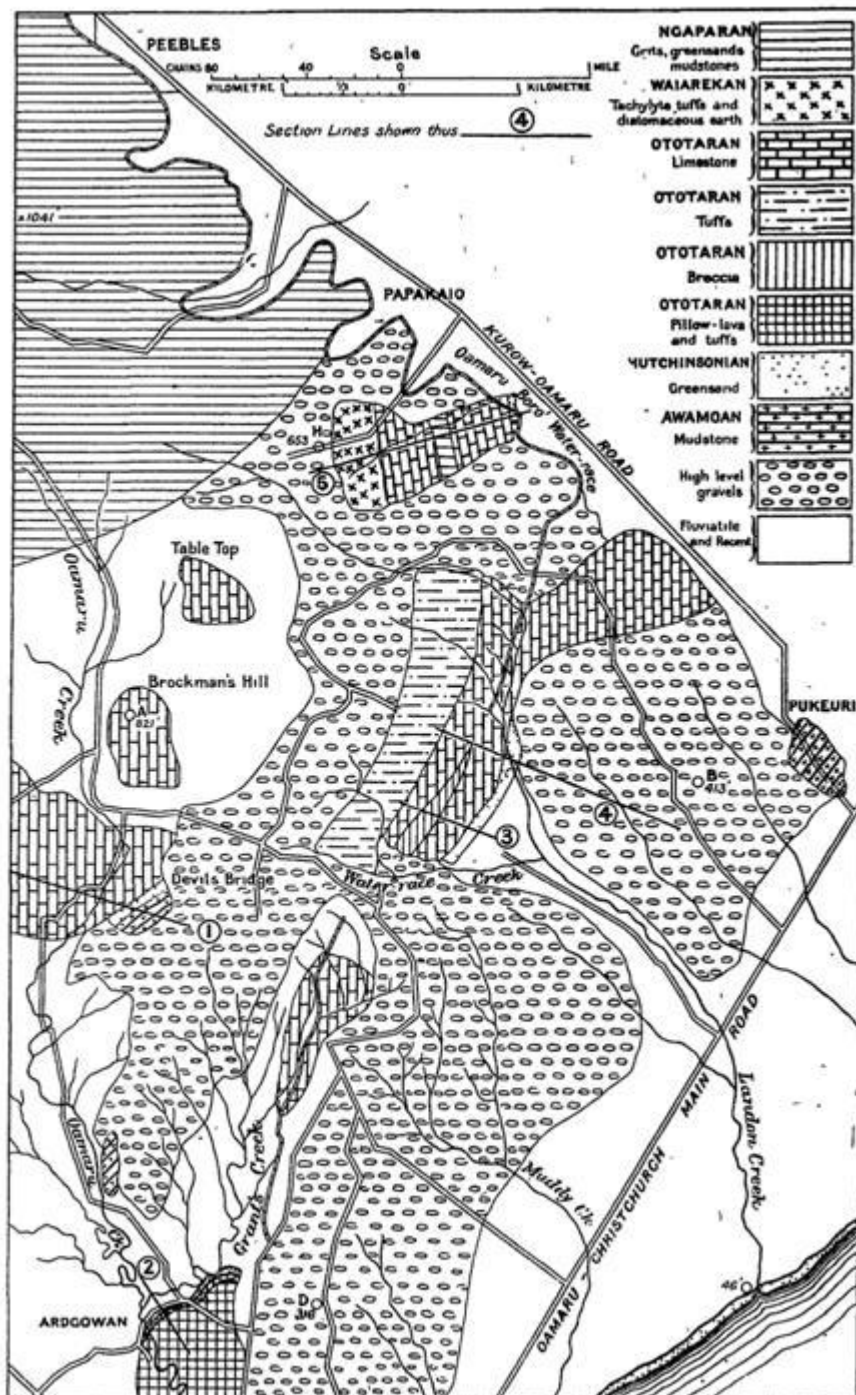 PEEBLES
Scale
CHAINS 80 40 0 MILE
KILOMETRE ½ 0 KILOMETRE
Section Lines shown thus ④
NGAPARAN
Grits, greensands
mudstones
WAIAREKAN
Tachylyte tuffs and
diatomaceous earth
OTOTARAN
Limestone
OTOTARAN
Tuffs
OTOTARAN
Breccia
OTOTARAN
Pillow-lava
and tuffs
HUTCHINSONIAN
Greensand
AWAMOAN
Mudstone
High level
gravels
Fluviatile
and Recent
x1041'
PAPAKAIO
KUROW-OAMARU ROAD
Oamaru Boro' Water-race
H
653
⑤
Table Top
Oamaru
Creek
Brockman's Hill
A
821'
PUKEURI
B
413
④
③
Devils Bridge
Water race Creek
①
OAMARU - CHRISTCHURCH MAIN ROAD
Landon Creek
Oamaru
Ck
Grant's Creek
Muddy Ck
②
ARDGOWAN
D
46'